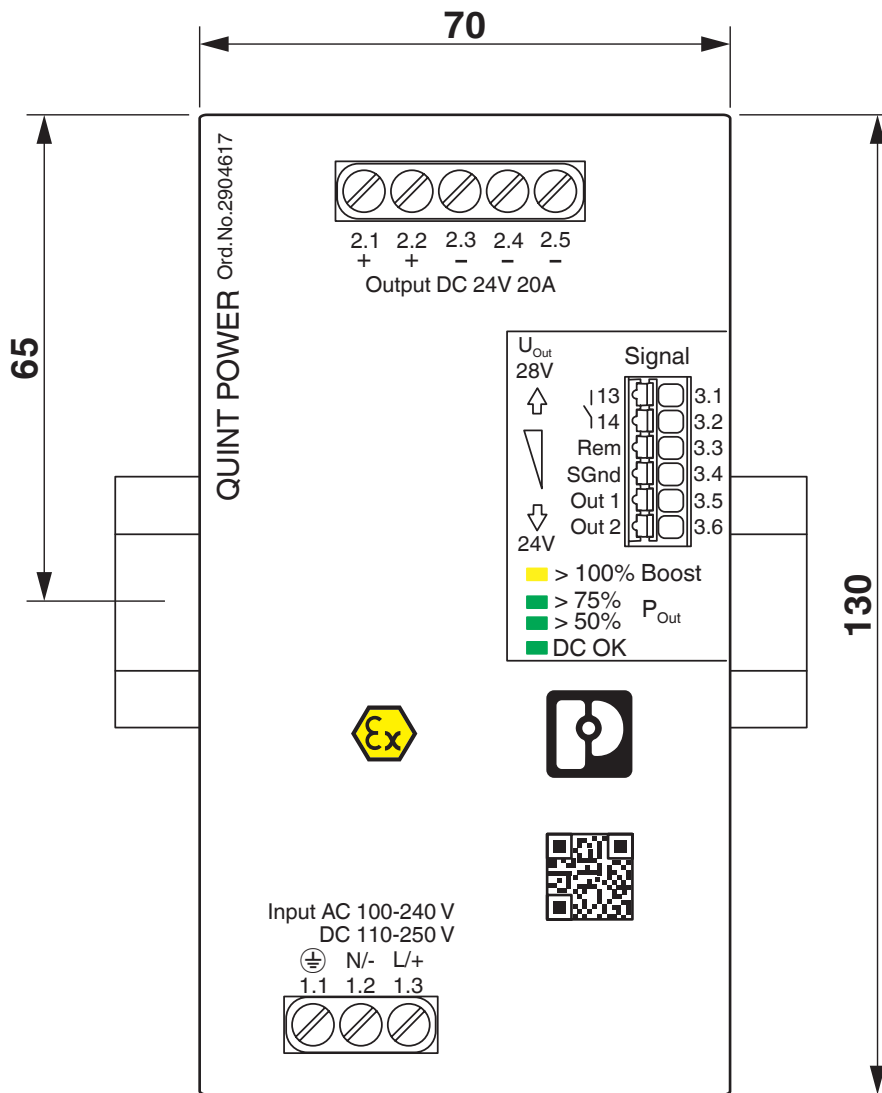 70
65
130
QUINT POWER Ord.No.2904617
2.1 2.2 2.3 2.4 2.5
+ + – – –
Output DC 24V 20A
UOut
28V
24V
Signal
13 3.1
14 3.2
Rem 3.3
SGnd 3.4
Out 1 3.5
Out 2 3.6
> 100% Boost
> 75%
> 50%
POut
DC OK
Ex
Input AC 100-240 V
DC 110-250 V
N/- L/+
1.1 1.2 1.3